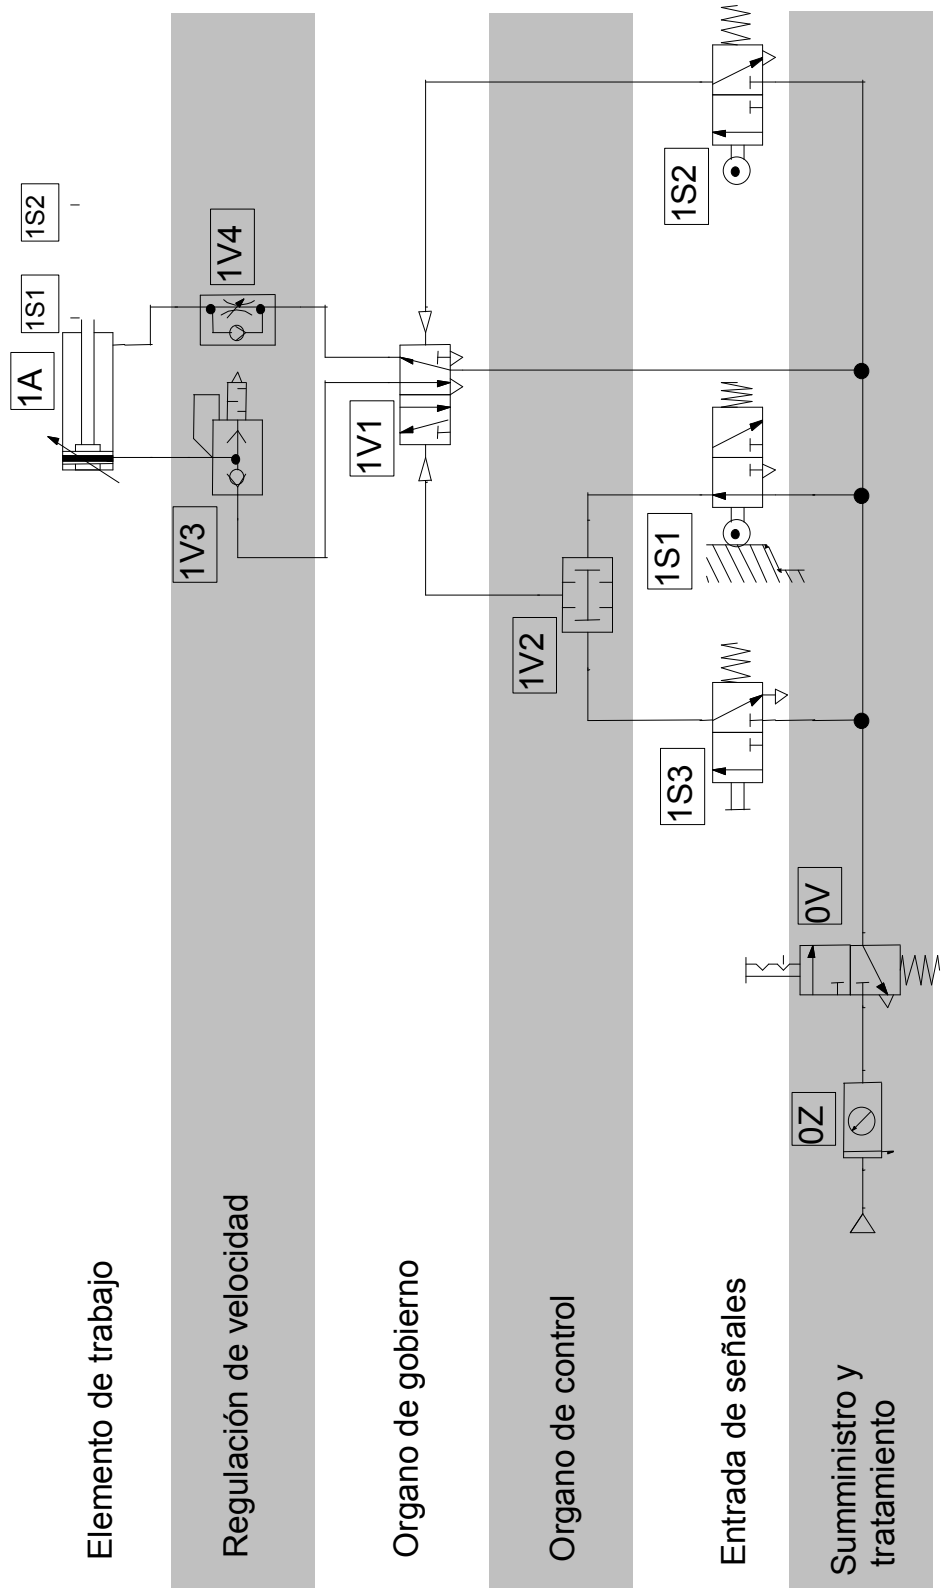 Elemento de trabajo
1A
1S1
1S2
Regulación de velocidad
1V3
1V4
Organo de gobierno
1V1
Organo de control
1V2
Entrada de señales
1S3
1S1
1S2
Sumministro y
tratamiento
0Z
0V